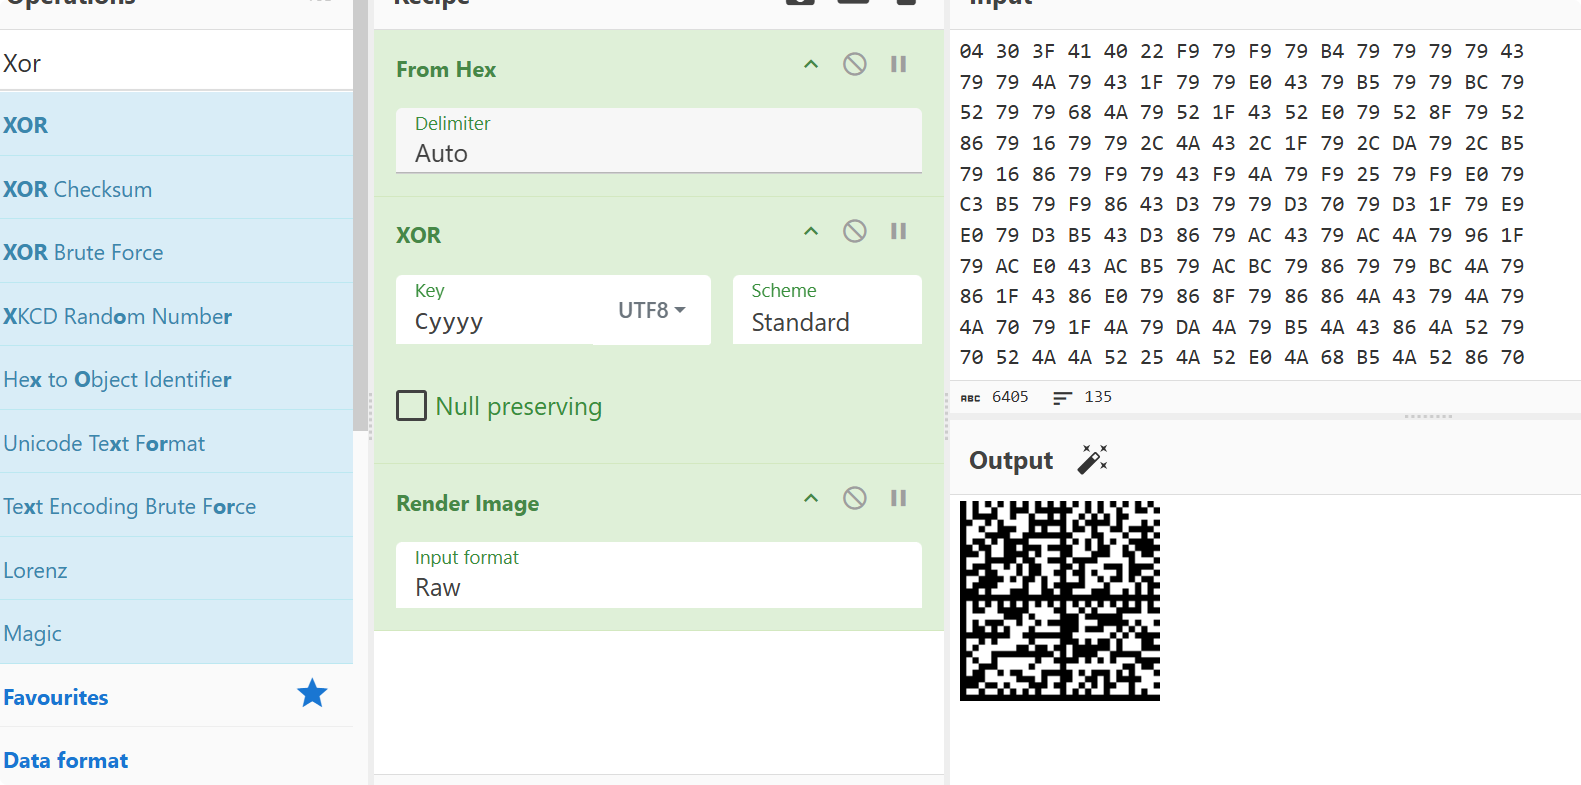 Operations
Recipe
Input
Xor
XOR
XOR Checksum
XOR Brute Force
XKCD Random Number
Hex to Object Identifier
Unicode Text Format
Text Encoding Brute Force
Lorenz
Magic
Favourites
Data format
From Hex
Delimiter
Auto
XOR
Key
Cyyyy
UTF8
Scheme
Standard
Null preserving
Render Image
Input format
Raw
04 30 3F 41 40 22 F9 79 F9 79 B4 79 79 79 79 43
79 79 4A 79 43 1F 79 79 E0 43 79 B5 79 79 BC 79
52 79 79 68 4A 79 52 1F 43 52 E0 79 52 8F 79 52
86 79 16 79 79 2C 4A 43 2C 1F 79 2C DA 79 2C B5
79 16 86 79 F9 79 43 F9 4A 79 F9 25 79 F9 E0 79
C3 B5 79 F9 86 43 D3 79 79 D3 70 79 D3 1F 79 E9
E0 79 D3 B5 43 D3 86 79 AC 43 79 AC 4A 79 96 1F
79 AC E0 43 AC B5 79 AC BC 79 86 79 79 BC 4A 79
86 1F 43 86 E0 79 86 8F 79 86 86 4A 43 79 4A 79
4A 70 79 1F 4A 79 DA 4A 79 B5 4A 43 86 4A 52 79
70 52 4A 4A 52 25 4A 52 E0 4A 68 B5 4A 52 86 70
ABC 6405 135
Output